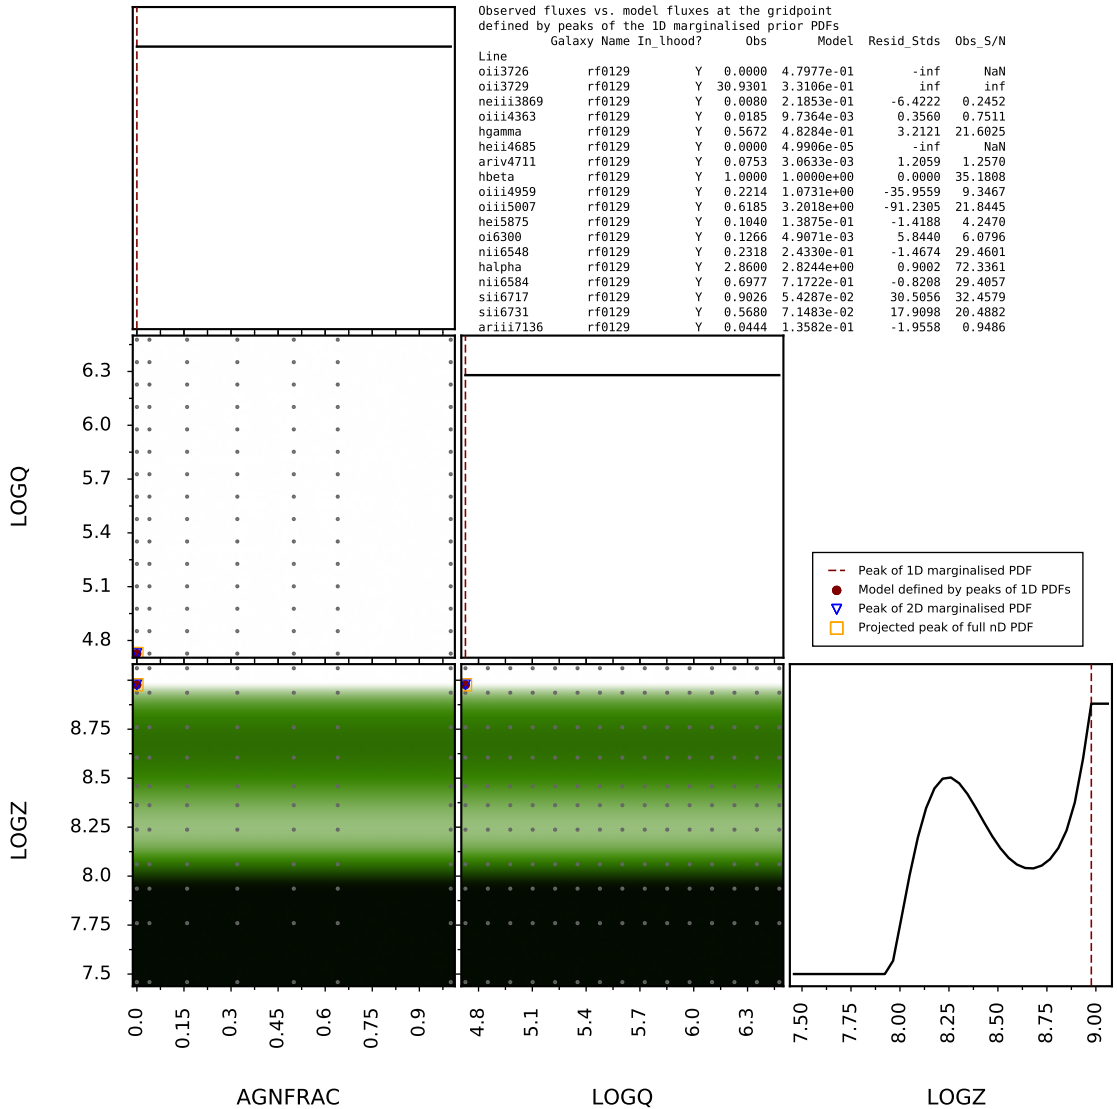 Observed fluxes vs. model fluxes at the gridpoint
defined by peaks of the 1D marginalised prior PDFs
Galaxy Name In_lhood? Obs Model Resid_Stds Obs_S/N
Line
oii3726 rf0129 Y 0.0000 4.7977e-01 -inf NaN
oii3729 rf0129 Y 30.9301 3.3106e-01 inf inf
neiii3869 rf0129 Y 0.0080 2.1853e-01 -6.4222 0.2452
oiii4363 rf0129 Y 0.0185 9.7364e-03 0.3560 0.7511
hgamma rf0129 Y 0.5672 4.8284e-01 3.2121 21.6025
heii4685 rf0129 Y 0.0000 4.9906e-05 -inf NaN
ariv4711 rf0129 Y 0.0753 3.0633e-03 1.2059 1.2570
hbeta rf0129 Y 1.0000 1.0000e+00 0.0000 35.1808
oiii4959 rf0129 Y 0.2214 1.0731e+00 -35.9559 9.3467
oiii5007 rf0129 Y 0.6185 3.2018e+00 -91.2305 21.8445
hei5875 rf0129 Y 0.1040 1.3875e-01 -1.4188 4.2470
oi6300 rf0129 Y 0.1266 4.9071e-03 5.8440 6.0796
nii6548 rf0129 Y 0.2318 2.4330e-01 -1.4674 29.4601
halpha rf0129 Y 2.8600 2.8244e+00 0.9002 72.3361
nii6584 rf0129 Y 0.6977 7.1722e-01 -0.8208 29.4057
sii6717 rf0129 Y 0.9026 5.4287e-02 30.5056 32.4579
sii6731 rf0129 Y 0.5680 7.1483e-02 17.9098 20.4882
ariii7136 rf0129 Y 0.0444 1.3582e-01 -1.9558 0.9486
LOGQ
6.3
6.0
5.7
5.4
5.1
4.8
Peak of 1D marginalised PDF
Model defined by peaks of 1D PDFs
Peak of 2D marginalised PDF
Projected peak of full nD PDF
LOGZ
8.75
8.5
8.25
8.0
7.75
7.5
0.0 0.15 0.3 0.45 0.6 0.75 0.9
4.8 5.1 5.4 5.7 6.0 6.3
7.50 7.75 8.00 8.25 8.50 8.75 9.00
AGNFRAC LOGQ LOGZ